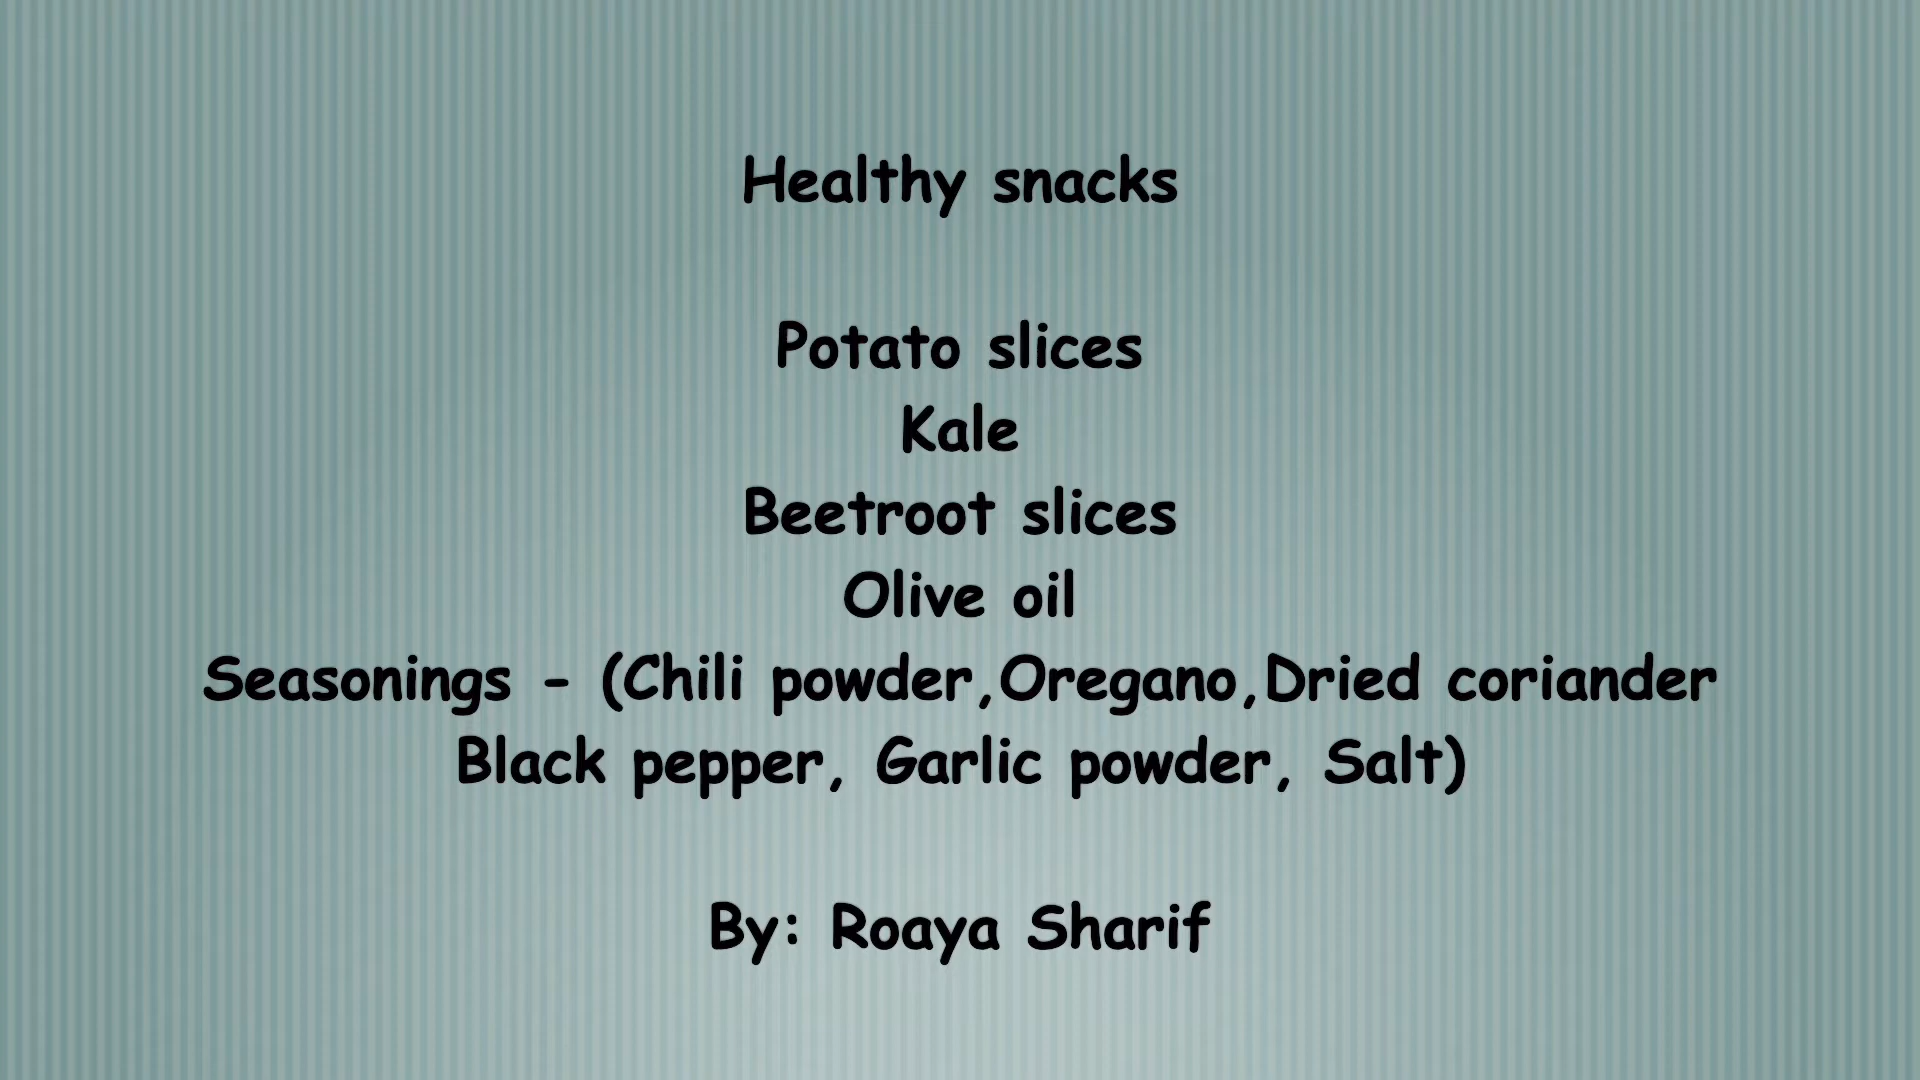 Healthy snacks
Potato slices
Kale
Beetroot slices
Olive oil
Seasonings - (Chili powder,Oregano,Dried coriander
Black pepper, Garlic powder, Salt)
By: Roaya Sharif